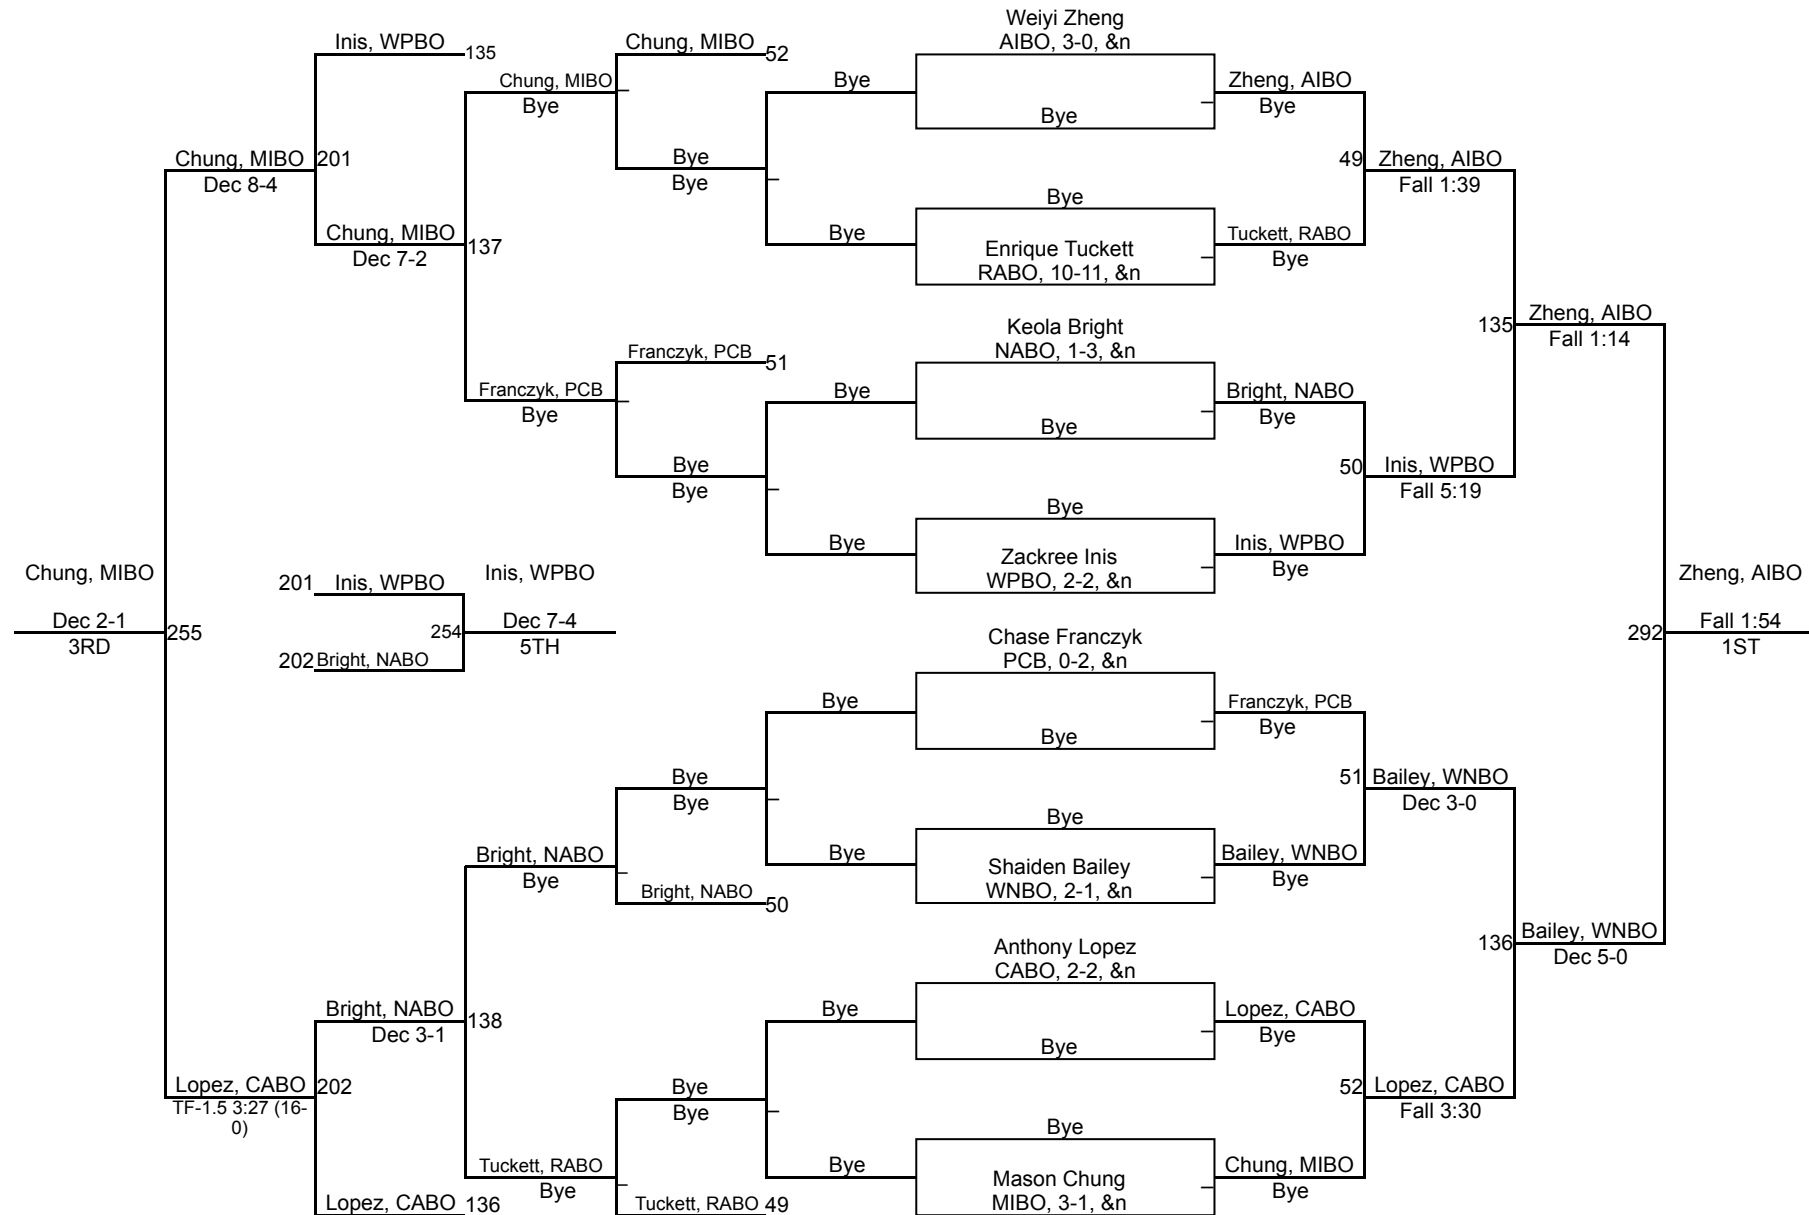 Weiyi Zheng
Inis, WPBO
135
Chung, MIBO
52
AIBO, 3-0, &n
Chung, MIBO
Bye
Bye
Bye
Zheng, AIBO
Bye
Chung, MIBO
201
Dec 8-4
Bye
Bye
49
Zheng, AIBO
Fall 1:39
Bye
Chung, MIBO
137
Dec 7-2
Bye
Enrique Tuckett
RABO, 10-11, &n
Tuckett, RABO
Bye
135
Zheng, AIBO
Fall 1:14
Keola Bright
NABO, 1-3, &n
Franczyk, PCB
51
Franczyk, PCB
Bye
Bye
Bye
Bright, NABO
Bye
Bye
Bye
50
Inis, WPBO
Fall 5:19
Bye
Bye
Zackree Inis
WPBO, 2-2, &n
Inis, WPBO
Bye
Chung, MIBO
Dec 2-1
3RD
255
201
Inis, WPBO
202
Bright, NABO
254
Inis, WPBO
Dec 7-4
5TH
Zheng, AIBO
292
Fall 1:54
1ST
Chase Franczyk
PCB, 0-2, &n
Bye
Bye
Franczyk, PCB
Bye
Bye
Bye
51
Bailey, WNBO
Dec 3-0
Bye
Bright, NABO
Bye
Bye
Shaiden Bailey
WNBO, 2-1, &n
Bailey, WNBO
Bye
Bright, NABO
50
136
Bailey, WNBO
Dec 5-0
Anthony Lopez
CABO, 2-2, &n
Bright, NABO
138
Dec 3-1
Bye
Bye
Lopez, CABO
Bye
Lopez, CABO
202
TF-1.5 3:27 (16-
0)
Bye
Bye
52
Lopez, CABO
Fall 3:30
Bye
Tuckett, RABO
Bye
Bye
Mason Chung
MIBO, 3-1, &n
Chung, MIBO
Bye
Lopez, CABO
136
Tuckett, RABO
49